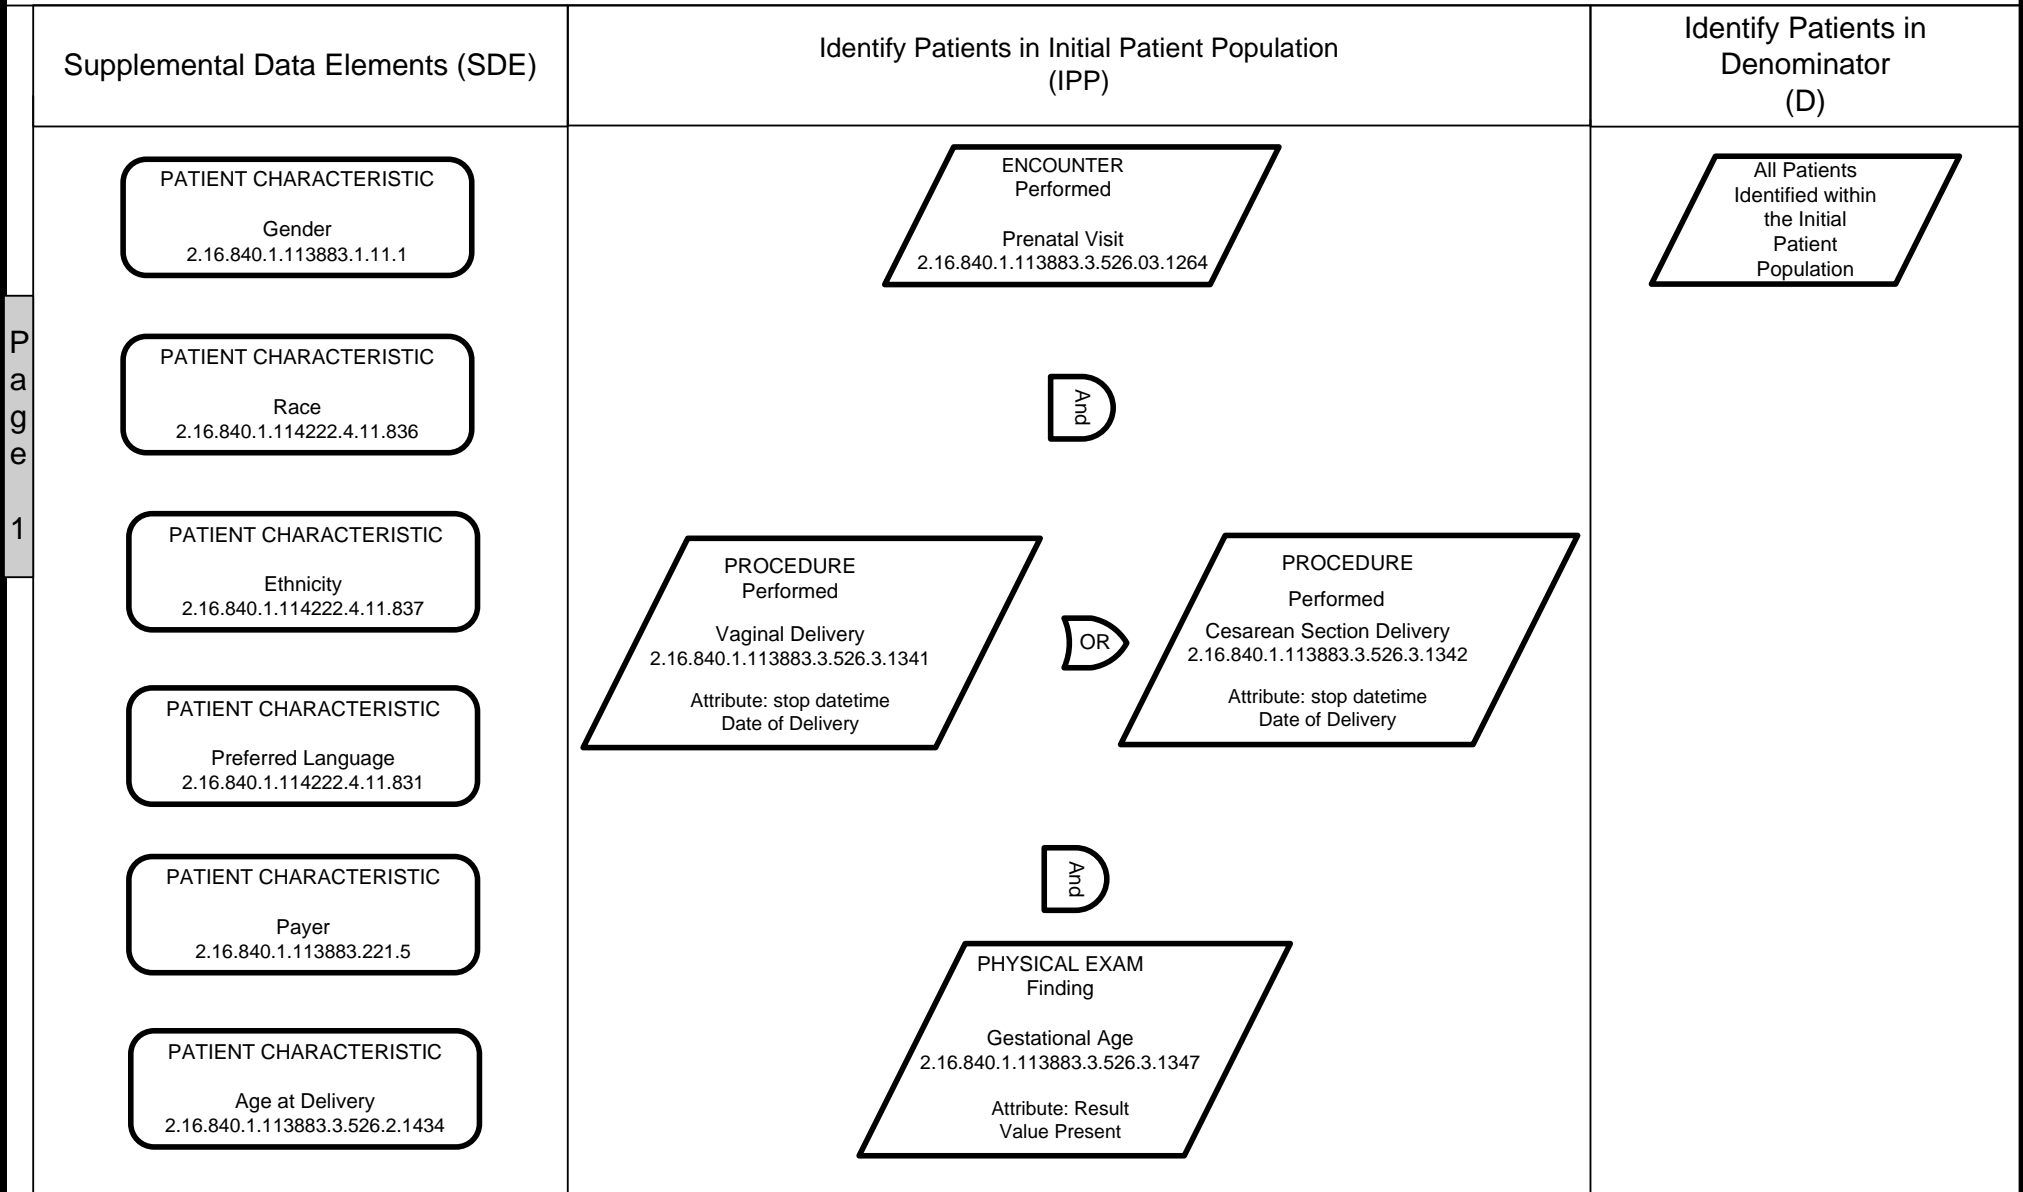 Supplemental Data Elements (SDE)
Identify Patients in Initial Patient Population
(IPP)
Identify Patients in
Denominator
(D)
P
a
g
e
1
PATIENT CHARACTERISTIC
Gender
2.16.840.1.113883.1.11.1
PATIENT CHARACTERISTIC
Race
2.16.840.1.114222.4.11.836
PATIENT CHARACTERISTIC
Ethnicity
2.16.840.1.114222.4.11.837
PATIENT CHARACTERISTIC
Preferred Language
2.16.840.1.114222.4.11.831
PATIENT CHARACTERISTIC
Payer
2.16.840.1.113883.221.5
PATIENT CHARACTERISTIC
Age at Delivery
2.16.840.1.113883.3.526.2.1434
ENCOUNTER
Performed
Prenatal Visit
2.16.840.1.113883.3.526.03.1264
And
PROCEDURE
Performed
Vaginal Delivery
2.16.840.1.113883.3.526.3.1341
Attribute: stop datetime
Date of Delivery
OR
PROCEDURE
Performed
Cesarean Section Delivery
2.16.840.1.113883.3.526.3.1342
Attribute: stop datetime
Date of Delivery
And
PHYSICAL EXAM
Finding
Gestational Age
2.16.840.1.113883.3.526.3.1347
Attribute: Result
Value Present
All Patients
Identified within
the Initial
Patient
Population